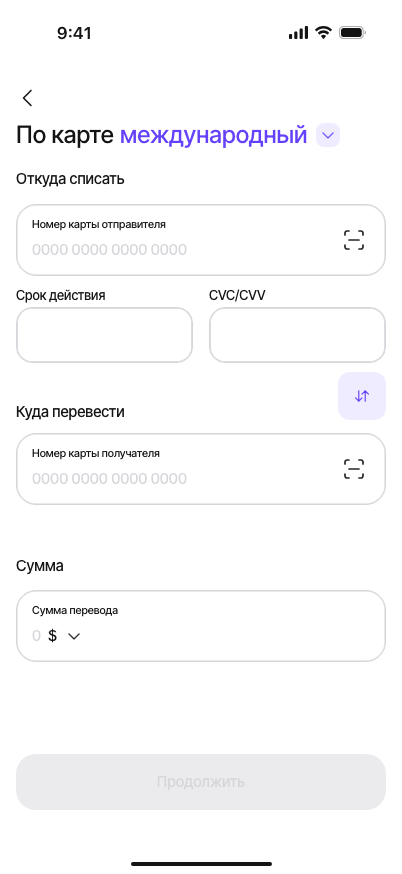 9:41
По карте международный
Откуда списать
Номер карты отправителя
0000 0000 0000 0000
Срок действия CVC/CVV
Куда перевести
Номер карты получателя
0000 0000 0000 0000
Сумма
Сумма перевода
0 $
Продолжить